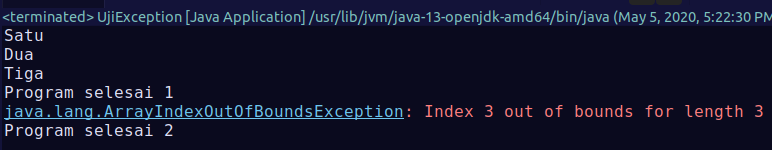 <terminated> UjiException [Java Application] /usr/lib/jvm/java-13-openjdk-amd64/bin/java (May 5, 2020, 5:22:30 PM
Satu
Dua
Tiga
Program selesai 1
java.lang.ArrayIndexOutOfBoundsException: Index 3 out of bounds for length 3
Program selesai 2